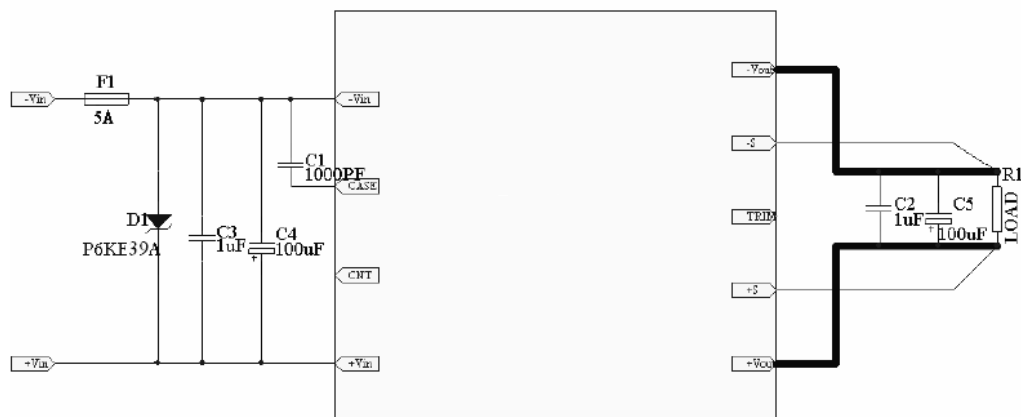 F1
-Vin
5A
-Vin
C1
1000PF
CASE
D1
P6KE39A
C3
1uF
C4
100uF
CNT
+Vin
+Vin
-Vout
-S
TRIM
+S
+Vout
C2
1uF
C5
100uF
R1
LOAD